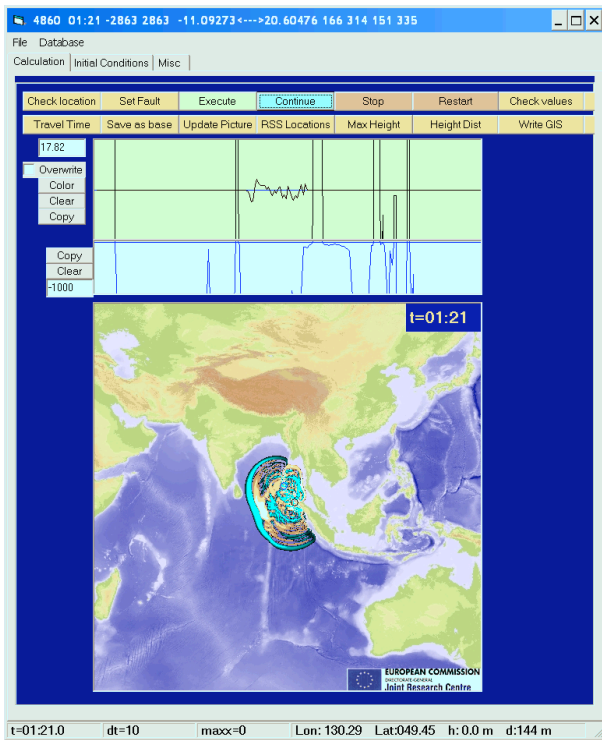 4860 01:21 -2863 2863 -11.09273<--->20.60476 166 314 151 335
File Database
Calculation Initial Conditions Misc
Check location Set Fault Execute Continue Stop Restart Check values
Travel Time Save as base Update Picture RSS Locations Max Height Height Dist Write GIS
17.82
Overwrite
Color
Clear
Copy
Copy
Clear
-1000
t=01:21
EUROPEAN COMMISSION
DIRECTORATE-GENERAL
Joint Research Centre
t=01:21.0 dt=10 maxx=0 Lon: 130.29 Lat:049.45 h: 0.0 m d:144 m